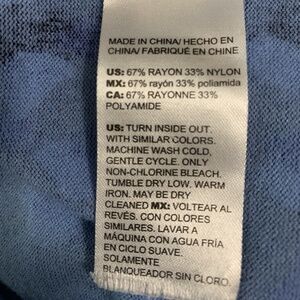 MADE IN CHINA/ HECHO EN
CHINA/ FABRIQUÉ EN CHINE
US: 67% RAYON 33% NYLON
MX: 67% rayón 33% poliamida
CA: 67% RAYONNE 33%
POLYAMIDE
US: TURN INSIDE OUT.
WITH SIMILAR COLORS.
MACHINE WASH COLD,
GENTLE CYCLE. ONLY
NON-CHLORINE BLEACH.
TUMBLE DRY LOW. WARM
IRON. MAY BE DRY
CLEANED MX: VOLTEAR AL
REVÉS. CON COLORES
SIMILARES. LAVAR A
MÁQUINA CON AGUA FRÍA
EN CICLO SUAVE.
SOLAMENTE
BLANQUEADOR SIN CLORO.